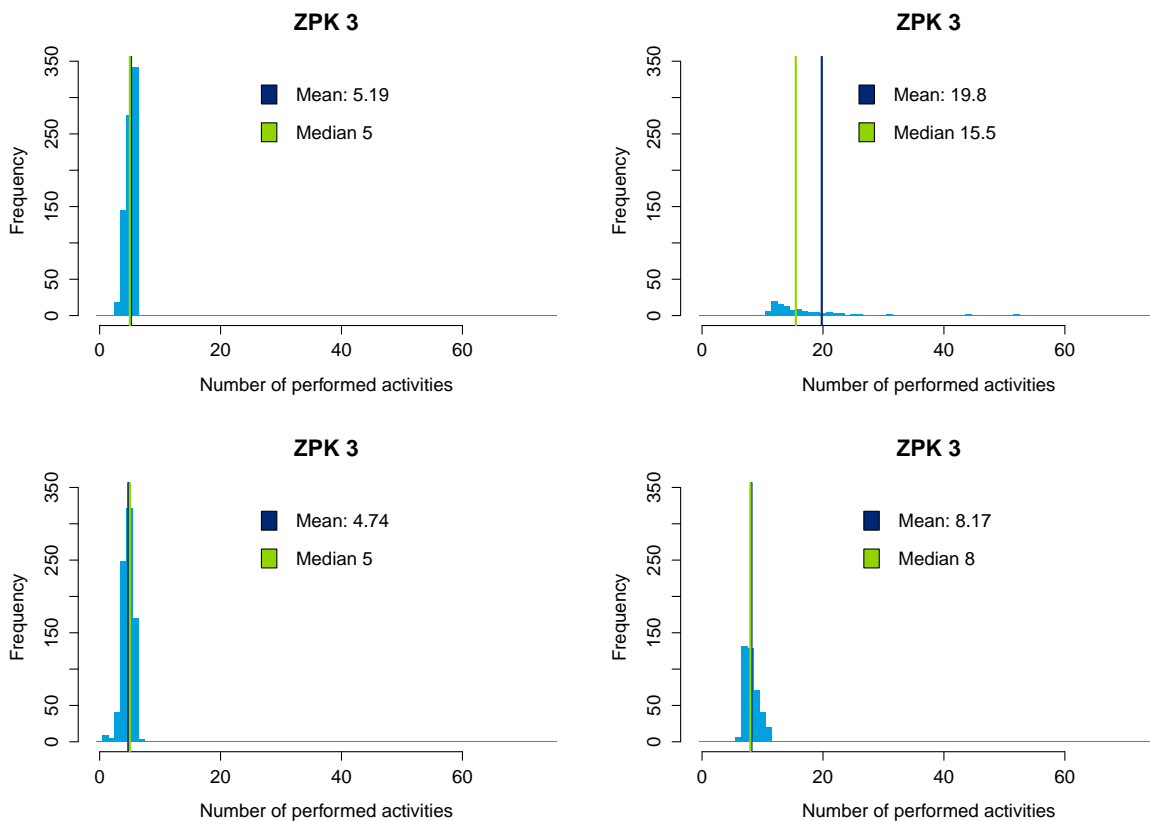 ZPK 3
350
250
150
50
0
Frequency
Mean: 5.19
Median 5
0 20 40 60
Number of performed activities
ZPK 3
350
250
150
50
0
Frequency
Mean: 19.8
Median 15.5
0 20 40 60
Number of performed activities
ZPK 3
350
250
150
50
0
Frequency
Mean: 4.74
Median 5
0 20 40 60
Number of performed activities
ZPK 3
350
250
150
50
0
Frequency
Mean: 8.17
Median 8
0 20 40 60
Number of performed activities